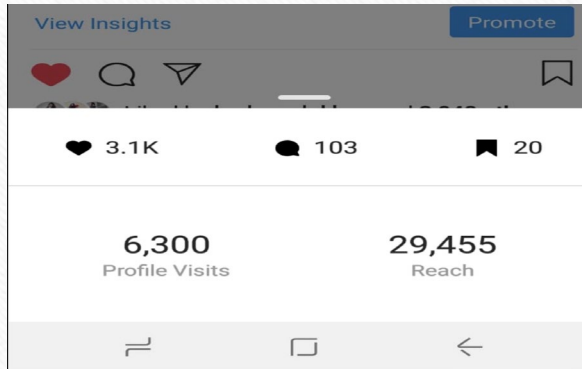 View Insights Promote
3.1K 103 20
6,300 29,455
Profile Visits Reach